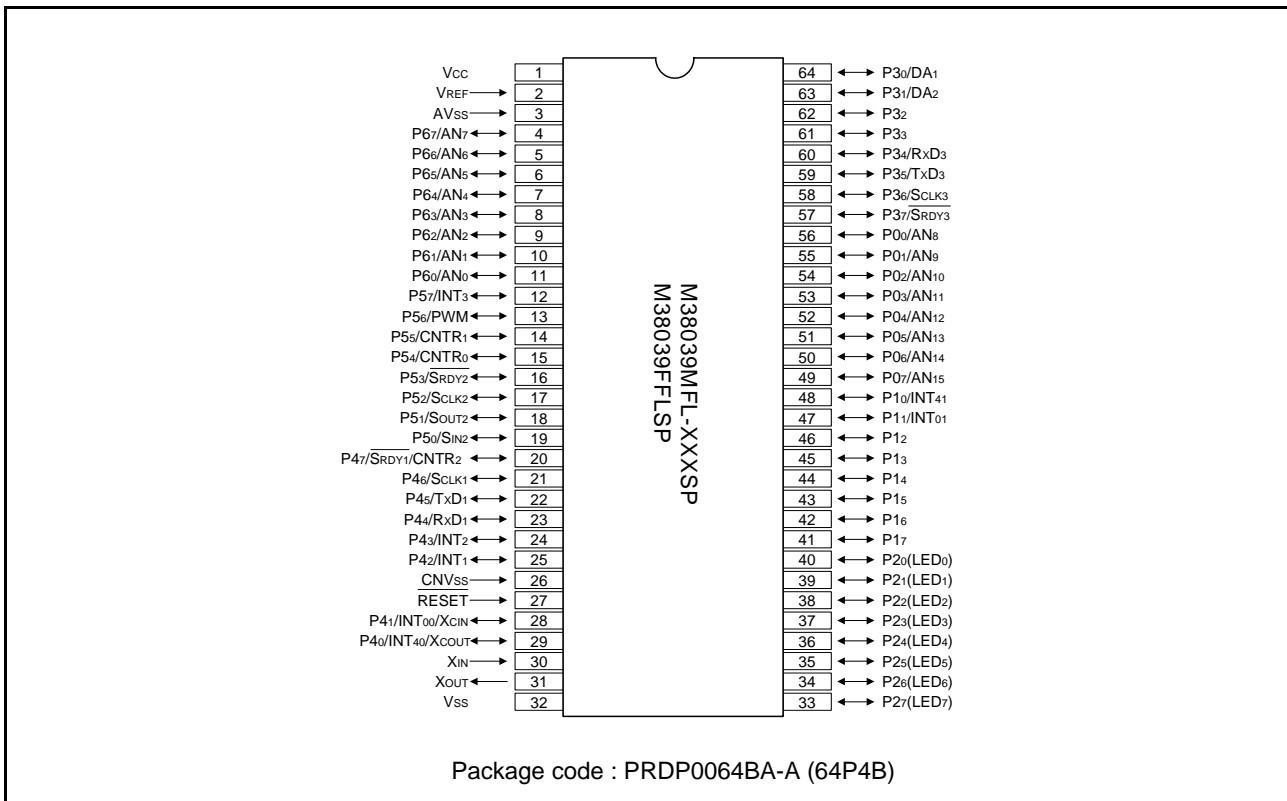 VCC 1
VREF 2
AVSS 3
P67/AN7 4
P66/AN6 5
P65/AN5 6
P64/AN4 7
P63/AN3 8
P62/AN2 9
P61/AN1 10
P60/AN0 11
P57/INT3 12
P56/PWM 13
P55/CNTR1 14
P54/CNTR0 15
P53/SRDY2 16
P52/SCLK2 17
P51/SOUT2 18
P50/SIN2 19
P47/SRDY1/CNTR2 20
P46/SCLK1 21
P45/TXD1 22
P44/RXD1 23
P43/INT2 24
P42/INT1 25
CNVSS 26
RESET 27
P41/INT00/XCIN 28
P40/INT40/XCOUT 29
XIN 30
XOUT 31
VSS 32
M38039MFL-XXXSP
M38039FFLSP
64 P30/DA1
63 P31/DA2
62 P32
61 P33
60 P34/RXD3
59 P35/TXD3
58 P36/SCLK3
57 P37/SRDY3
56 P00/AN8
55 P01/AN9
54 P02/AN10
53 P03/AN11
52 P04/AN12
51 P05/AN13
50 P06/AN14
49 P07/AN15
48 P10/INT41
47 P11/INT01
46 P12
45 P13
44 P14
43 P15
42 P16
41 P17
40 P20(LED0)
39 P21(LED1)
38 P22(LED2)
37 P23(LED3)
36 P24(LED4)
35 P25(LED5)
34 P26(LED6)
33 P27(LED7)
Package code : PRDP0064BA-A (64P4B)